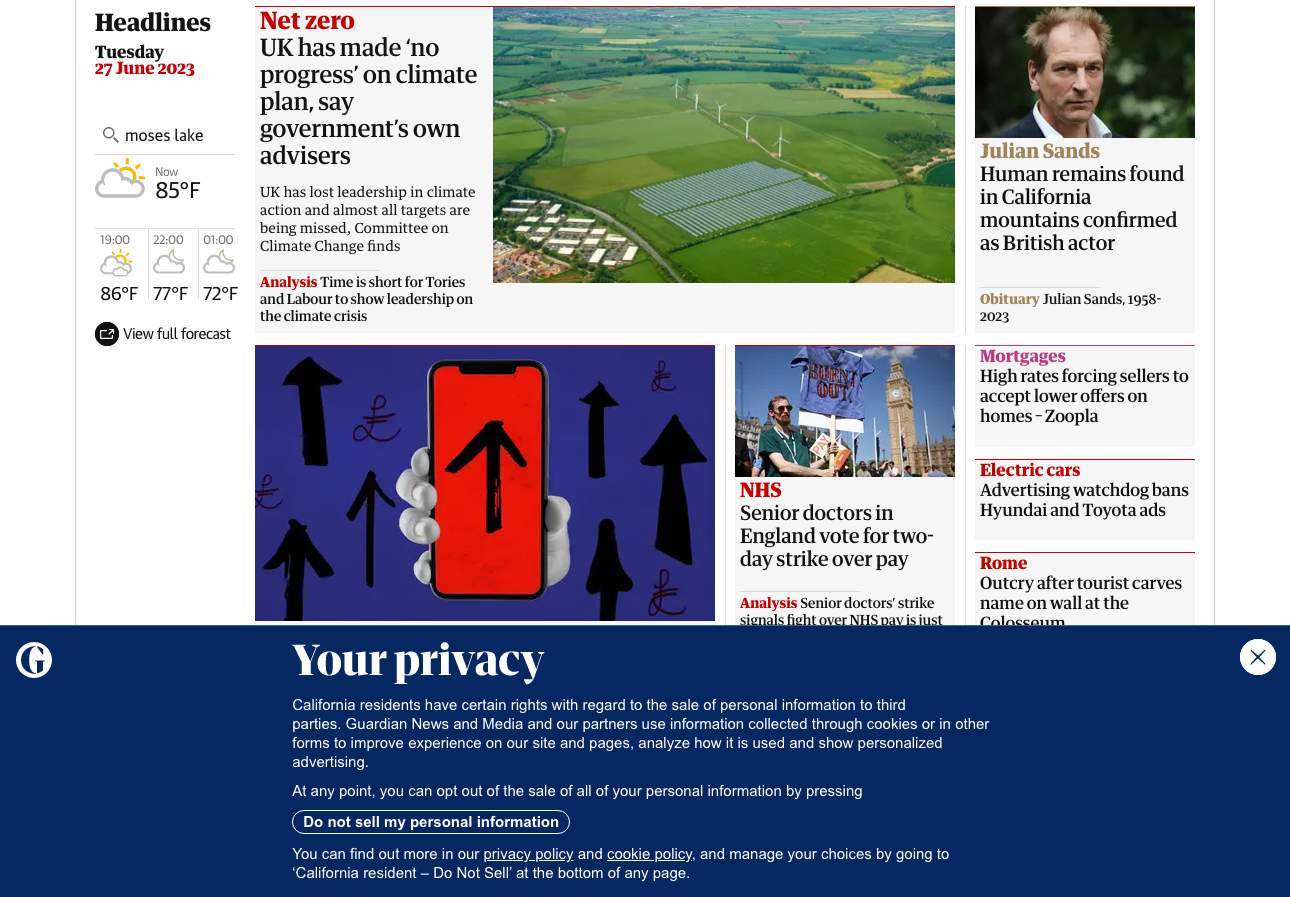 Headlines
Tuesday
27 June 2023
moses lake
Now
85°F
19:00
22:00
01:00
86°F
77°F
72°F
View full forecast
Net zero
UK has made ‘no
progress’ on climate
plan, say
government’s own
advisers
UK has lost leadership in climate
action and almost all targets are
being missed, Committee on
Climate Change finds
Analysis Time is short for Tories
and Labour to show leadership on
the climate crisis
Julian Sands
Human remains found
in California
mountains confirmed
as British actor
Obituary Julian Sands, 1958-
2023
£
£
£
£
BURNT
OUT
PAY
NHS
Senior doctors in
England vote for two-
day strike over pay
Analysis Senior doctors’ strike
signals fight over NHS pay is just
Mortgages
High rates forcing sellers to
accept lower offers on
homes – Zoopla
Electric cars
Advertising watchdog bans
Hyundai and Toyota ads
Rome
Outcry after tourist carves
name on wall at the
Colosseum
G
Your privacy
California residents have certain rights with regard to the sale of personal information to third
parties. Guardian News and Media and our partners use information collected through cookies or in other
forms to improve experience on our site and pages, analyze how it is used and show personalized
advertising.
At any point, you can opt out of the sale of all of your personal information by pressing
Do not sell my personal information
You can find out more in our privacy policy and cookie policy, and manage your choices by going to
‘California resident – Do Not Sell’ at the bottom of any page.